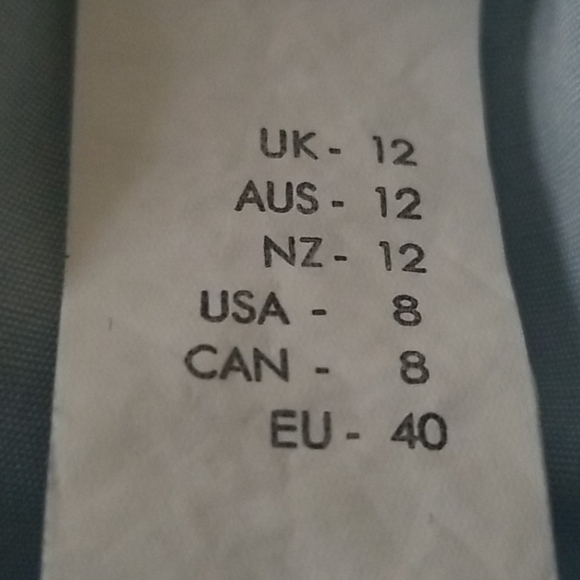 UK- 12
AUS- 12
NZ- 12
USA - 8
CAN - 8
EU- 40